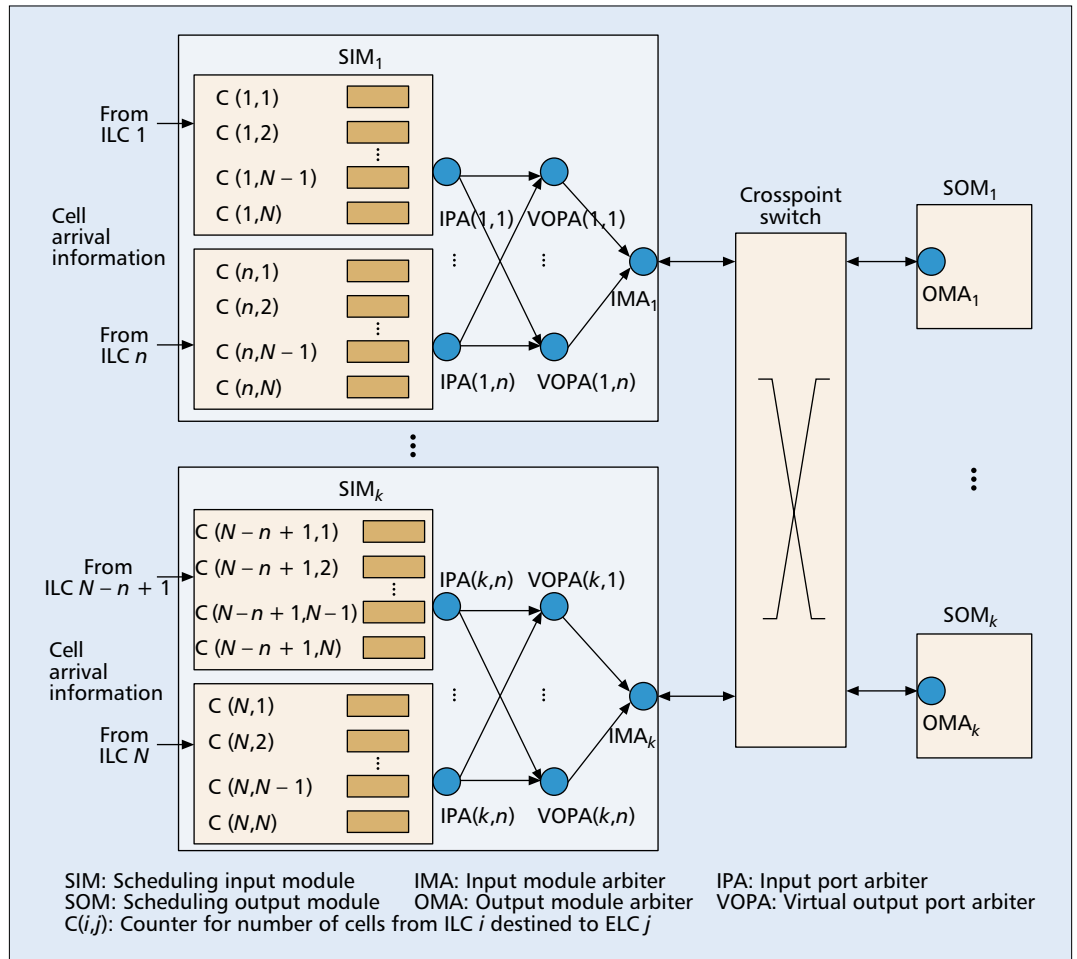 SIM1
From
ILC 1
C (1,1)
C (1,2)
C (1,N – 1)
C (1,N)
Cell
arrival
information
C (n,1)
C (n,2)
C (n,N – 1)
C (n,N)
From
ILC n
IPA(1,1)
VOPA(1,1)
IMA1
IPA(1,n)
VOPA(1,n)
Crosspoint
switch
SOM1
OMA1
SIMk
From
ILC N – n + 1
C (N – n + 1,1)
C (N – n + 1,2)
C (N – n + 1,N – 1)
C (N – n + 1,N)
Cell
arrival
information
C (N,1)
C (N,2)
C (N,N – 1)
C (N,N)
From
ILC N
IPA(k,n)
VOPA(k,1)
IMAk
IPA(k,n)
VOPA(k,n)
SOMk
OMAk
SIM: Scheduling input module IMA: Input module arbiter IPA: Input port arbiter
SOM: Scheduling output module OMA: Output module arbiter VOPA: Virtual output port arbiter
C(i,j): Counter for number of cells from ILC i destined to ELC j